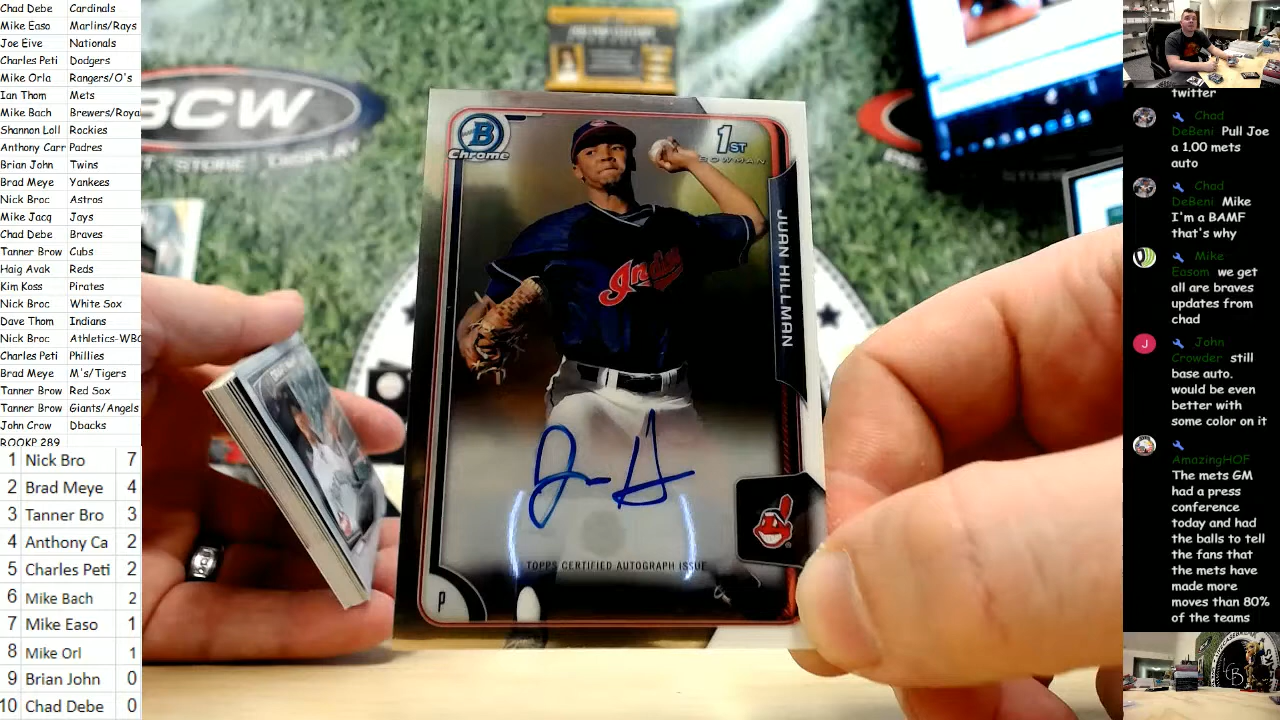 Chad Debe Cardinals
Mike Easo Marlins/Rays
Joe Eive Nationals
Charles Peti Dodgers
Mike Orla Rangers/O's
Ian Thom Mets
Mike Bach Brewers/Roya
Shannon Loll Rockies
Anthony Carr Padres
Brian John Twins
Brad Meye Yankees
Nick Broc Astros
Mike Jacq Jays
Chad Debe Bacrs
Tanner Brow Cubs
Haig Avak Reds
Kim Koss Pires
Nick Broc White Sox
Dave Thom Indians
Nick Broc Athletics-WBC
Charles Peti Phillies
Brad Meye M's/Tigers
Tanner Brow Red Sox
Tanner Brow Giants/Angels
John Crow Dbacks
1 Nick Bro 7
2 Brad Meye 4
3 Tanner Bro 3
4 Anthony Ca 2
5 Charles Peti 2
6 Mike Bach 2
7 Mike Easo 1
8 Mike Orl 1
9 Brian John 0
10 Chad Debe 0
BCW
B
Chrome
1ST
BOWMAN
JUAN HILLMAN
Indians
TOPPS CERTIFIED AUTOGRAPH ISSUE
P
twitter
Chad
DeBeni Pull Joe
a 1.00 mets
auto
Chad
DeBeni Mike
I'm a BAMF
that's why
Mike
Easom we get
all are braves
updates from
chad
J
John
Crowder still
base auto.
would be even
better with
some color on it
AmazingHOF
The mets GM
had a press
conference
today and had
the balls to tell
the fans that
the mets have
made more
moves than 80%
of the teams